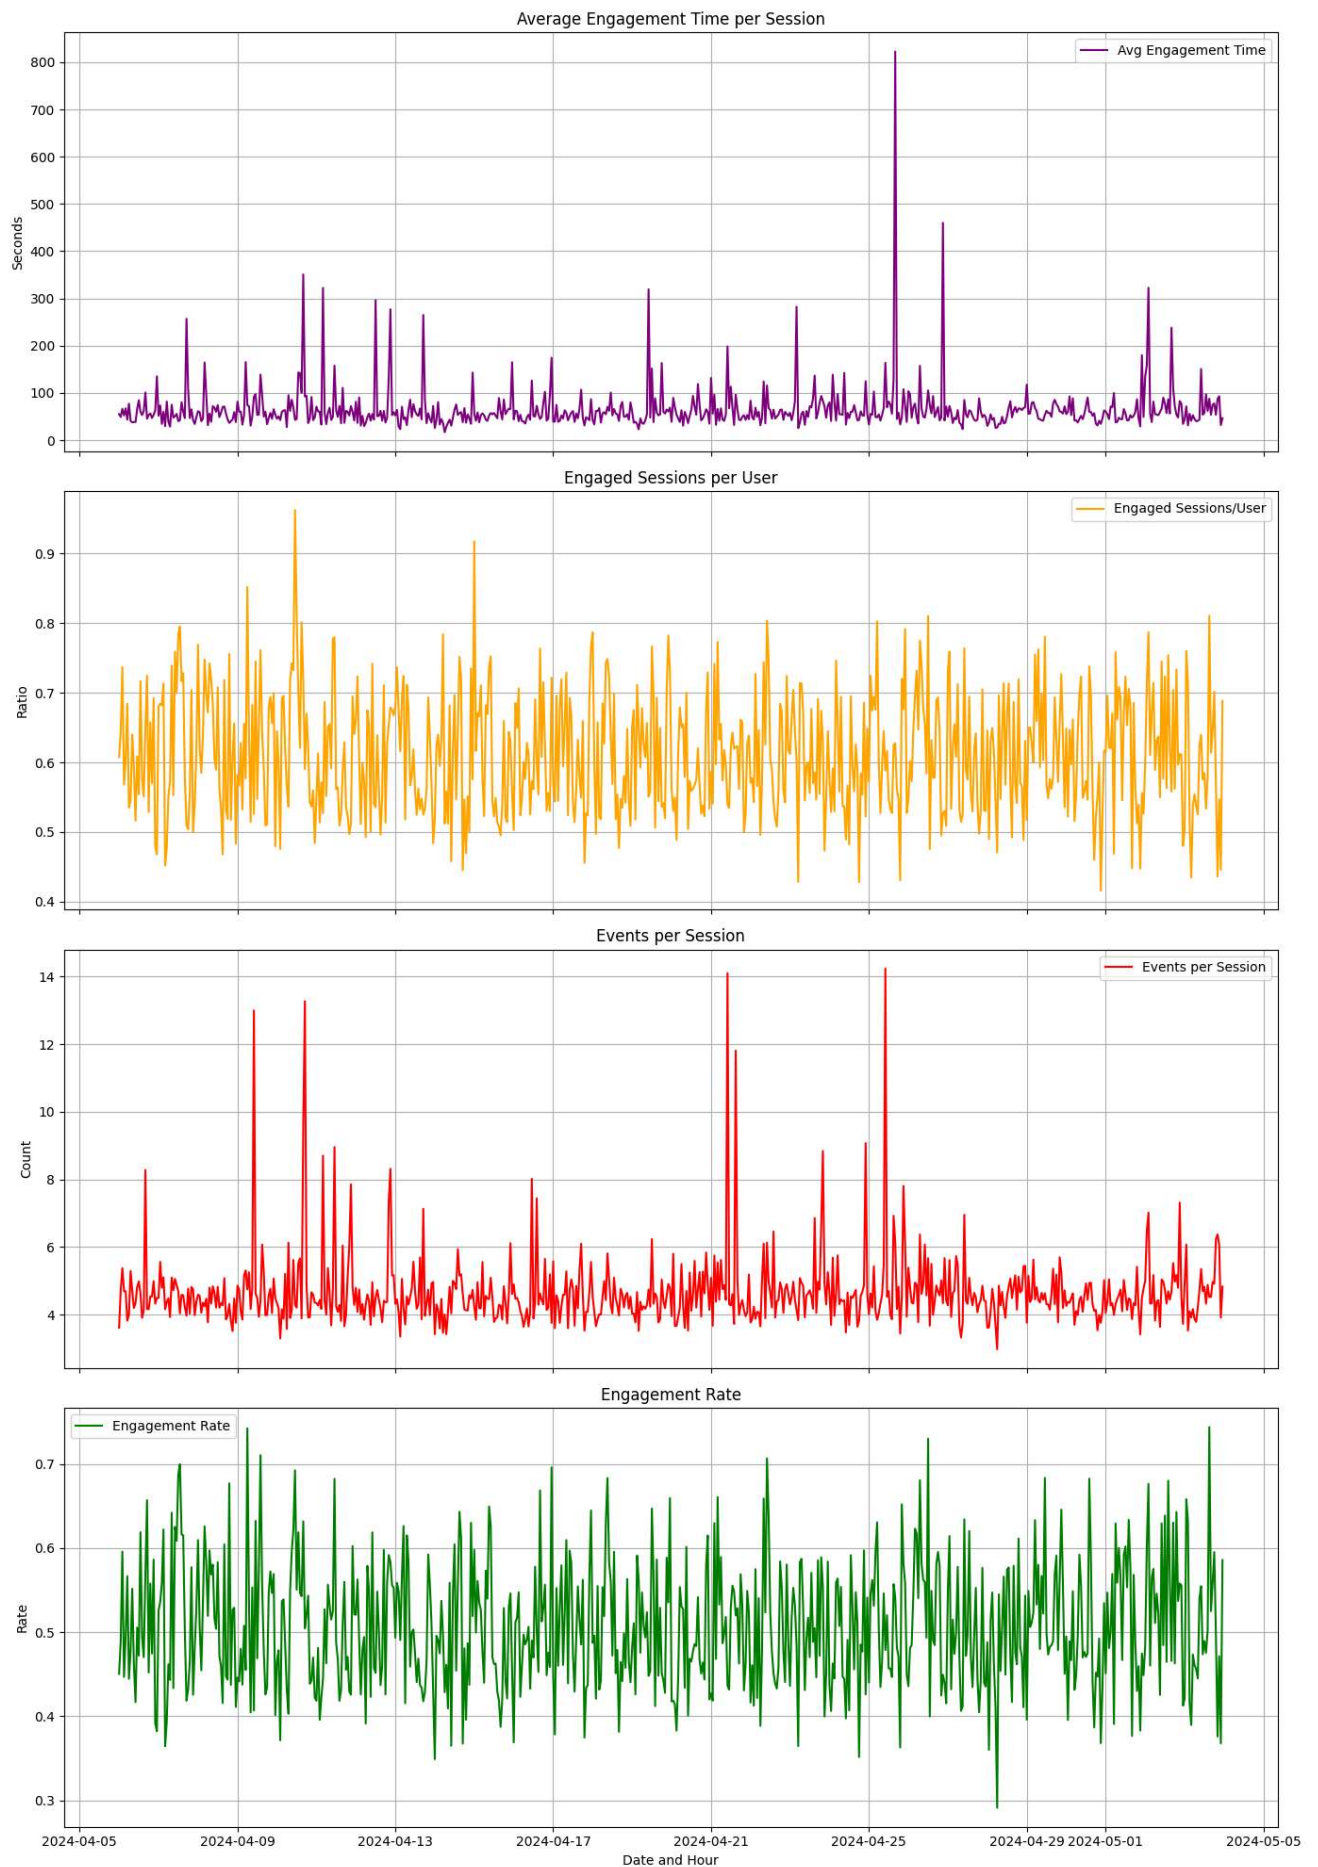 Average Engagement Time per Session
Avg Engagement Time
800
700
600
500
400
300
200
100
0
Seconds
Engaged Sessions per User
Engaged Sessions/User
0.9
0.8
0.7
0.6
0.5
0.4
Ratio
Events per Session
Events per Session
14
12
10
8
6
4
Count
Engagement Rate
Engagement Rate
0.7
0.6
0.5
0.4
0.3
Rate
2024-04-05 2024-04-09 2024-04-13 2024-04-17 2024-04-21 2024-04-25 2024-04-29 2024-05-01 2024-05-05
Date and Hour